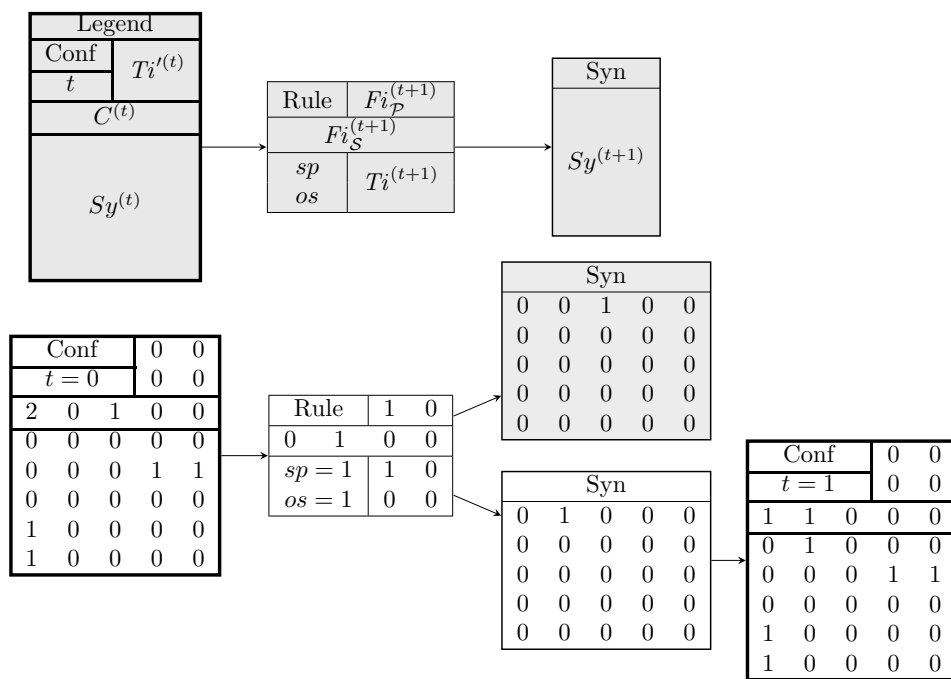 Legend
Conf
t
Ti′(t)
C(t)
Sy(t)
Rule Fi_P^(t+1)
Fi_S^(t+1)
sp
os
Ti(t+1)
Syn
Sy(t+1)
Conf 0 0
t = 0 0 0
2 0 1 0 0
0 0 0 0 0
0 0 0 1 1
0 0 0 0 0
1 0 0 0 0
1 0 0 0 0
Rule 1 0
0 1 0 0
sp = 1 1 0
os = 1 0 0
Syn
0 0 1 0 0
0 0 0 0 0
0 0 0 0 0
0 0 0 0 0
0 0 0 0 0
Syn
0 1 0 0 0
0 0 0 0 0
0 0 0 0 0
0 0 0 0 0
0 0 0 0 0
Conf 0 0
t = 1 0 0
1 1 0 0 0
0 1 0 0 0
0 0 0 1 1
0 0 0 0 0
1 0 0 0 0
1 0 0 0 0